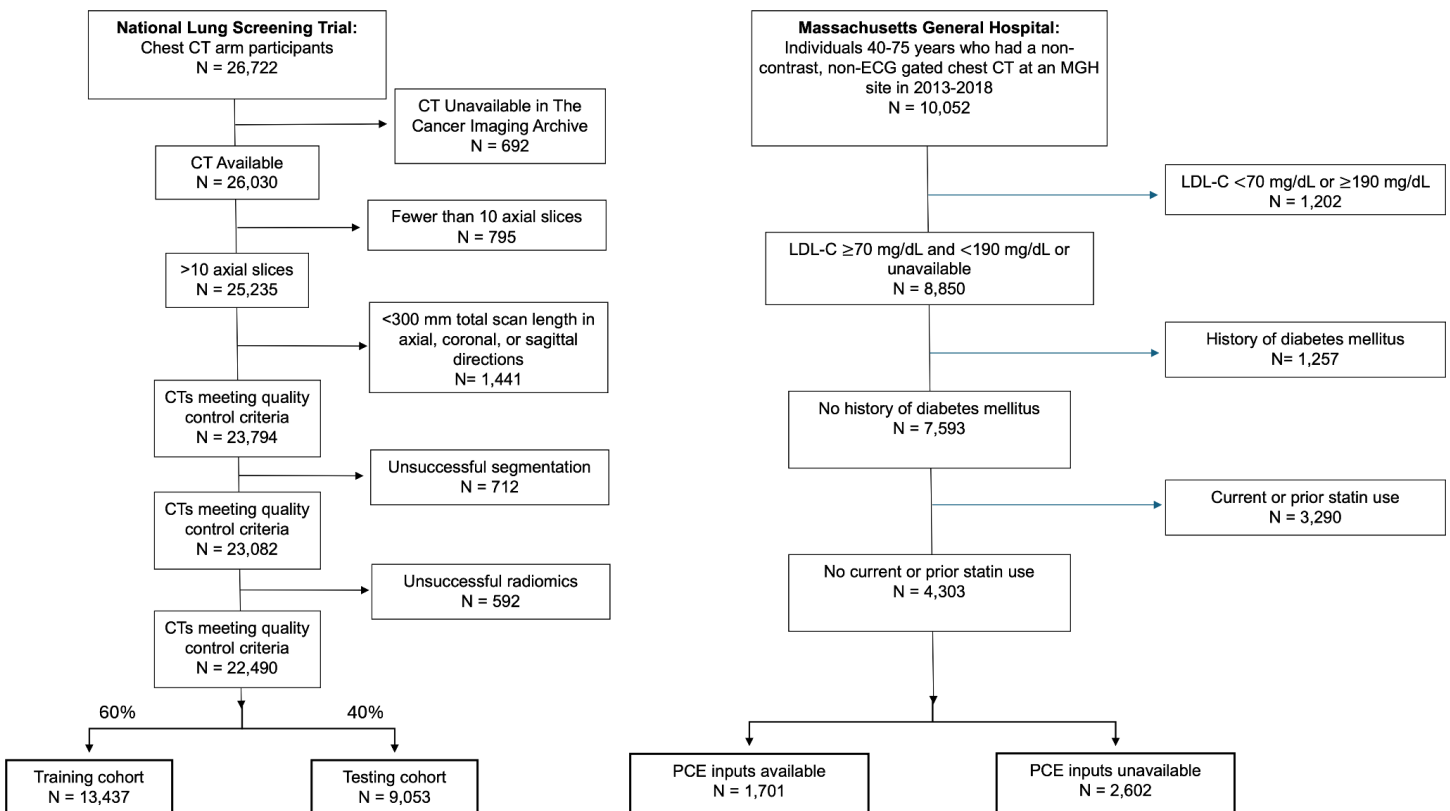 National Lung Screening Trial:
Chest CT arm participants
N = 26,722
CT Unavailable in The
Cancer Imaging Archive
N = 692
CT Available
N = 26,030
Fewer than 10 axial slices
N = 795
>10 axial slices
N = 25,235
<300 mm total scan length in
axial, coronal, or sagittal
directions
N= 1,441
CTs meeting quality
control criteria
N = 23,794
Unsuccessful segmentation
N = 712
CTs meeting quality
control criteria
N = 23,082
Unsuccessful radiomics
N = 592
CTs meeting quality
control criteria
N = 22,490
60%
40%
Training cohort
N = 13,437
Testing cohort
N = 9,053
Massachusetts General Hospital:
Individuals 40-75 years who had a non-
contrast, non-ECG gated chest CT at an MGH
site in 2013-2018
N = 10,052
LDL-C <70 mg/dL or ≥190 mg/dL
N = 1,202
LDL-C ≥70 mg/dL and <190 mg/dL or
unavailable
N = 8,850
History of diabetes mellitus
N= 1,257
No history of diabetes mellitus
N = 7,593
Current or prior statin use
N = 3,290
No current or prior statin use
N = 4,303
PCE inputs available
N = 1,701
PCE inputs unavailable
N = 2,602